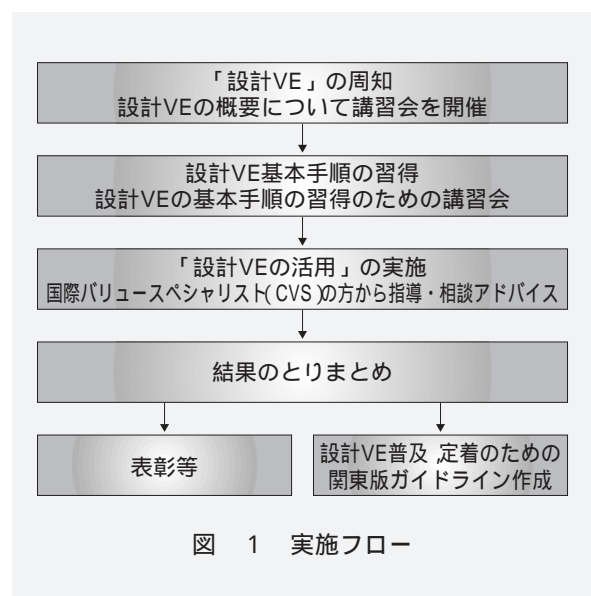 「設計VE」の周知
設計VEの概要について講習会を開催
設計VE基本手順の習得
設計VEの基本手順の習得のための講習会
「設計VEの活用」の実施
国際バリュースペシャリスト(CVS)の方から指導・相談アドバイス
結果のとりまとめ
表彰等
設計VE普及,定着のための
関東版ガイドライン作成
図 1 実施フロー